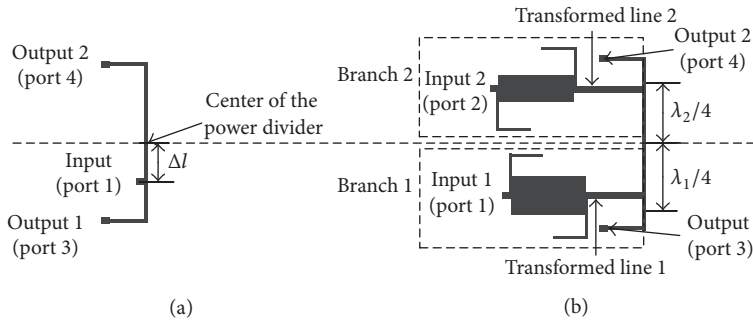 Output 2
(port 4)
Center of the
power divider
Input
(port 1)
Δl
Output 1
(port 3)
(a)
Transformed line 2
Output 2
(port 4)
Branch 2
Input 2
(port 2)
λ2/4
Branch 1
Input 1
(port 1)
λ1/4
Output
(port 3)
Transformed line 1
(b)